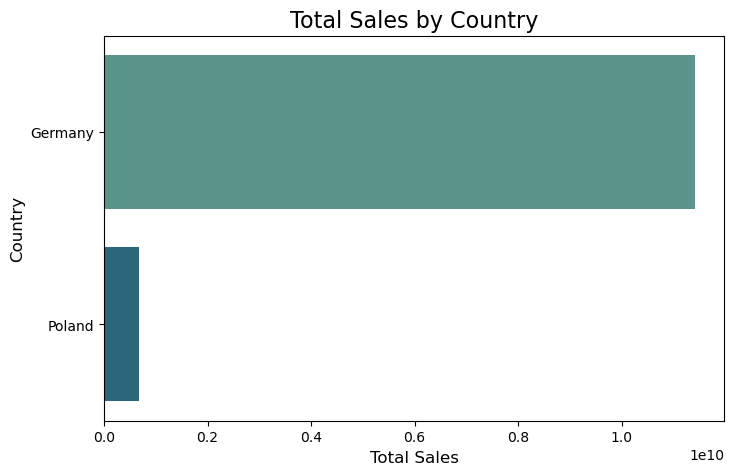 Total Sales by Country
Country
Germany
Poland
0.0 0.2 0.4 0.6 0.8 1.0
1e10
Total Sales